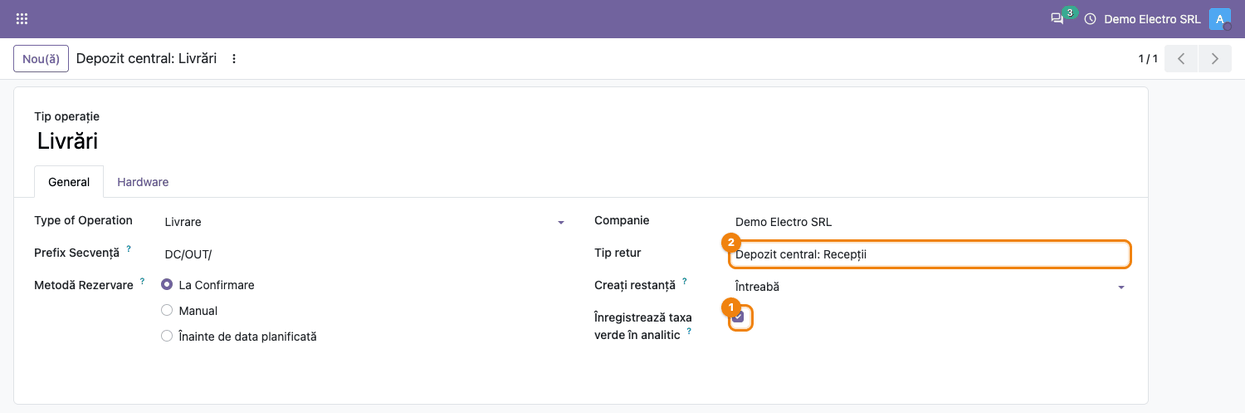 3
Demo Electro SRL
A
Nou(ă)
Depozit central: Livrări
1 / 1
Tip operație
Livrări
General
Hardware
Type of Operation
Livrare
Companie
Demo Electro SRL
Prefix Secvență ?
DC/OUT/
Tip retur
2
Depozit central: Recepții
Metodă Rezervare ?
La Confirmare
Creați restanță ?
Întreabă
Manual
Înregistrează taxa
verde în analitic ?
1
Înainte de data planificată